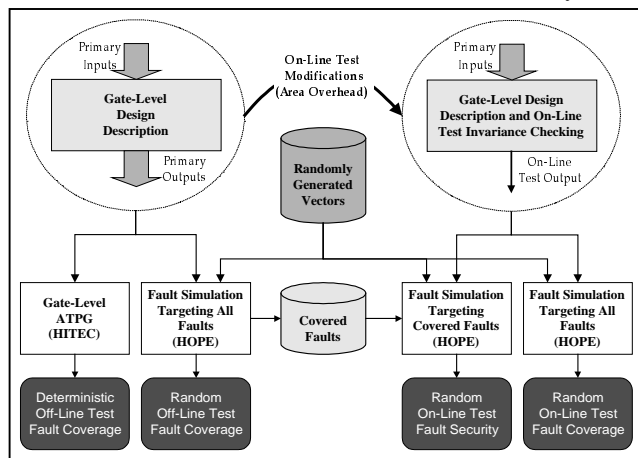 Primary
Inputs
Gate-Level
Design
Description
Primary
Outputs
On-Line Test
Modifications
(Area Overhead)
Randomly
Generated
Vectors
Primary
Inputs
Gate-Level Design
Description and On-Line
Test Invariance Checking
On-Line
Test Output
Gate-Level
ATPG
(HITEC)
Fault Simulation
Targeting All
Faults
(HOPE)
Covered
Faults
Fault Simulation
Targeting
Covered Faults
(HOPE)
Fault Simulation
Targeting All
Faults
(HOPE)
Deterministic
Off-Line Test
Fault Coverage
Random
Off-Line Test
Fault Coverage
Random
On-Line Test
Fault Security
Random
On-Line Test
Fault Coverage